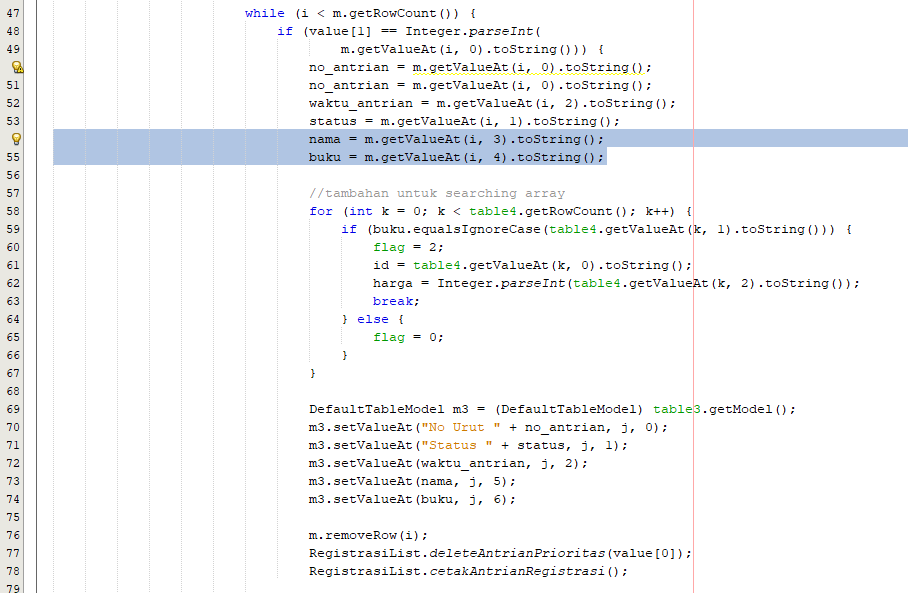 47 while (i < m.getRowCount()) {
48 if (value[1] == Integer.parseInt(
49 m.getValueAt(i, 0).toString())) {
no_antrian = m.getValueAt(i, 0).toString();
51 no_antrian = m.getValueAt(i, 0).toString();
52 waktu_antrian = m.getValueAt(i, 2).toString();
53 status = m.getValueAt(i, 1).toString();
nama = m.getValueAt(i, 3).toString();
55 buku = m.getValueAt(i, 4).toString();
56
57 //tambahan untuk searching array
58 for (int k = 0; k < table4.getRowCount(); k++) {
59 if (buku.equalsIgnoreCase(table4.getValueAt(k, 1).toString())) {
60 flag = 2;
61 id = table4.getValueAt(k, 0).toString();
62 harga = Integer.parseInt(table4.getValueAt(k, 2).toString());
63 break;
64 } else {
65 flag = 0;
66 }
67 }
68
69 DefaultTableModel m3 = (DefaultTableModel) table3.getModel();
70 m3.setValueAt("No Urut " + no_antrian, j, 0);
71 m3.setValueAt("Status " + status, j, 1);
72 m3.setValueAt(waktu_antrian, j, 2);
73 m3.setValueAt(nama, j, 5);
74 m3.setValueAt(buku, j, 6);
75
76 m.removeRow(i);
77 RegistrasiList.deleteAntrianPrioritas(value[0]);
78 RegistrasiList.cetakAntrianRegistrasi();
79